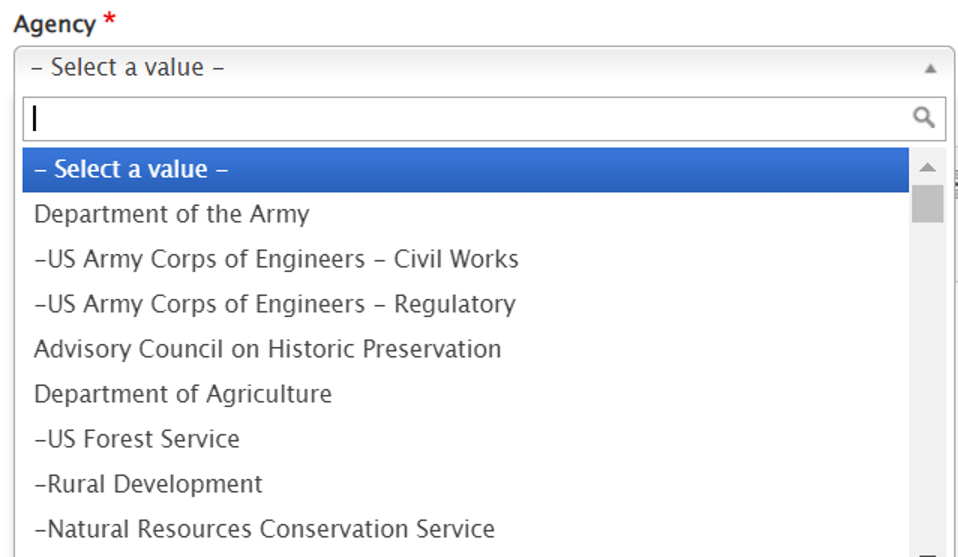 Agency *
– Select a value –
– Select a value –
Department of the Army
–US Army Corps of Engineers – Civil Works
–US Army Corps of Engineers – Regulatory
Advisory Council on Historic Preservation
Department of Agriculture
–US Forest Service
–Rural Development
–Natural Resources Conservation Service